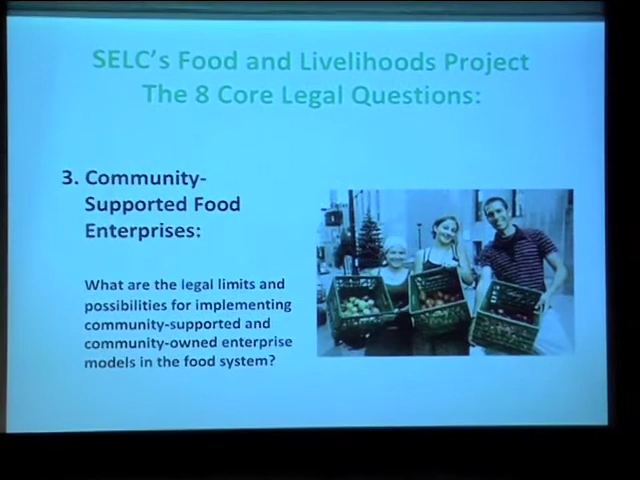 SELC's Food and Livelihoods Project
The 8 Core Legal Questions:
3. Community-
Supported Food
Enterprises:
What are the legal limits and
possibilities for implementing
community-supported and
community-owned enterprise
models in the food system?